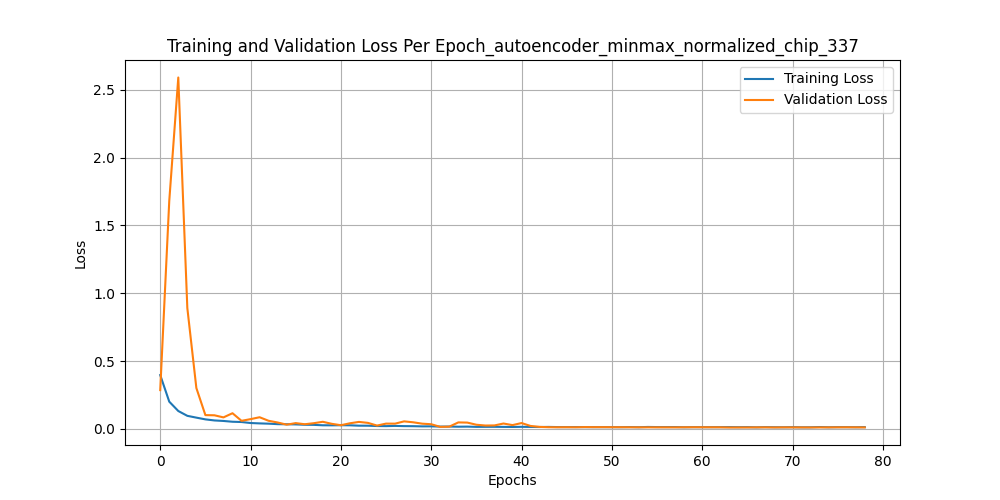 Training and Validation Loss Per Epoch_autoencoder_minmax_normalized_chip_337
Training Loss
Validation Loss
2.5
2.0
1.5
1.0
0.5
0.0
Loss
0 10 20 30 40 50 60 70 80
Epochs